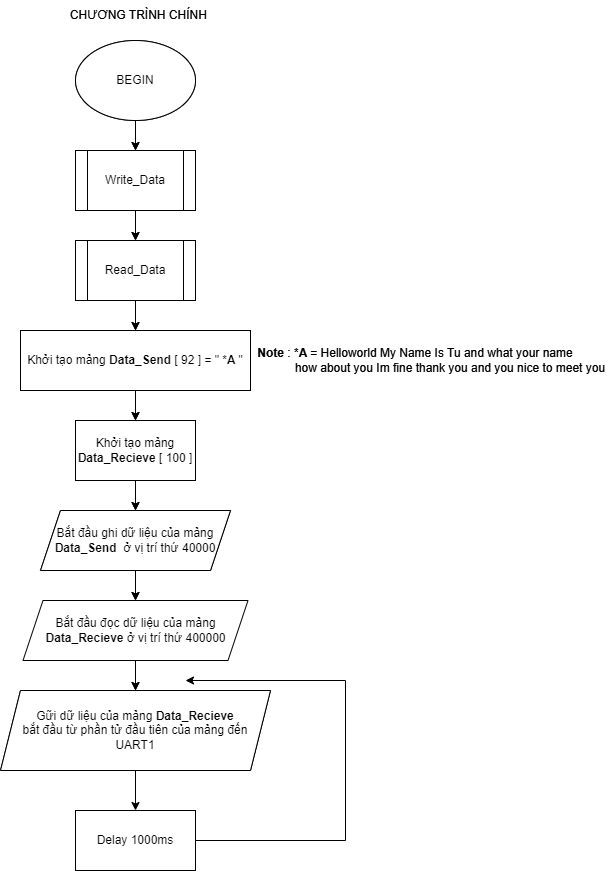 CHƯƠNG TRÌNH CHÍNH
BEGIN
Write_Data
Read_Data
Khởi tạo mảng Data_Send [ 92 ] = " *A "
Note : *A = Helloworld My Name Is Tu and what your name
how about you Im fine thank you and you nice to meet you
Khởi tạo mảng
Data_Recieve [ 100 ]
Bắt đầu ghi dữ liệu của mảng
Data_Send ở vị trí thứ 40000
Bắt đầu đọc dữ liệu của mảng
Data_Recieve ở vị trí thứ 400000
Gữi dữ liệu của mảng Data_Recieve
bắt đầu từ phần tử đầu tiên của mảng đến
UART1
Delay 1000ms